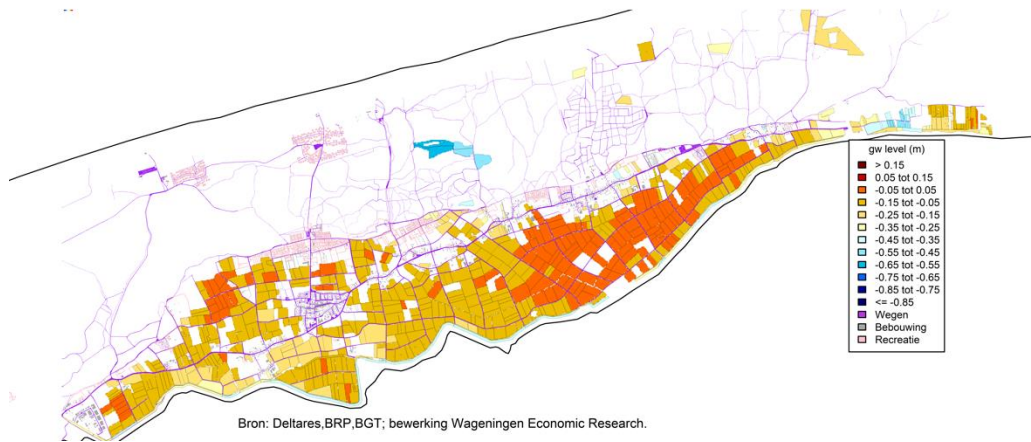 gw level (m)
> 0.15
0.05 tot 0.15
-0.05 tot 0.05
-0.15 tot -0.05
-0.25 tot -0.15
-0.35 tot -0.25
-0.45 tot -0.35
-0.55 tot -0.45
-0.65 tot -0.55
-0.75 tot -0.65
-0.85 tot -0.75
<= -0.85
Wegen
Bebouwing
Recreatie
Bron: Deltares,BRP,BGT; bewerking Wageningen Economic Research.